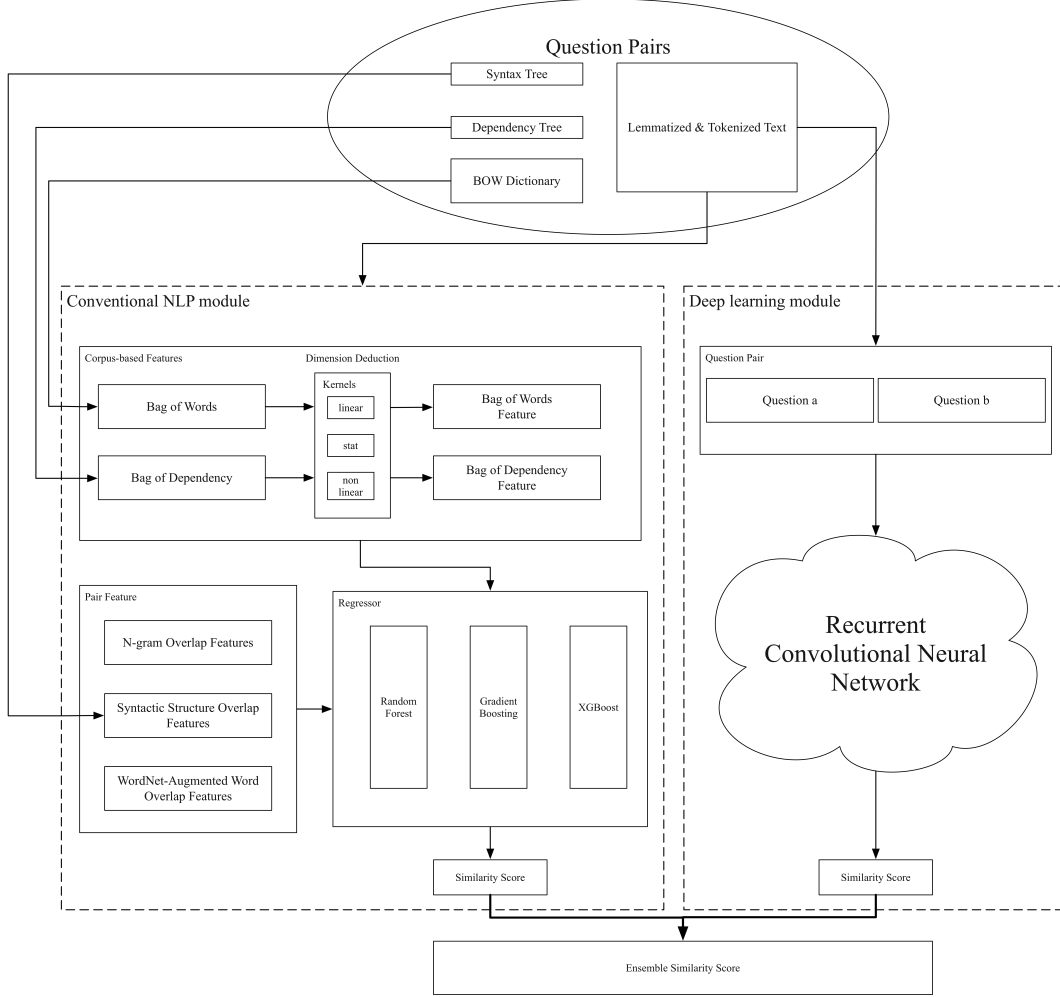 Question Pairs
Syntax Tree
Dependency Tree
BOW Dictionary
Lemmatized & Tokenized Text
Conventional NLP module
Corpus-based Features
Dimension Deduction
Kernels
Bag of Words
linear
Bag of Words
Feature
stat
Bag of Dependency
non
linear
Bag of Dependency
Feature
Pair Feature
N-gram Overlap Features
Syntactic Structure Overlap
Features
WordNet-Augmented Word
Overlap Features
Regressor
Random
Forest
Gradient
Boosting
XGBoost
Similarity Score
Deep learning module
Question Pair
Question a
Question b
Recurrent
Convolutional Neural
Network
Similarity Score
Ensemble Similarity Score